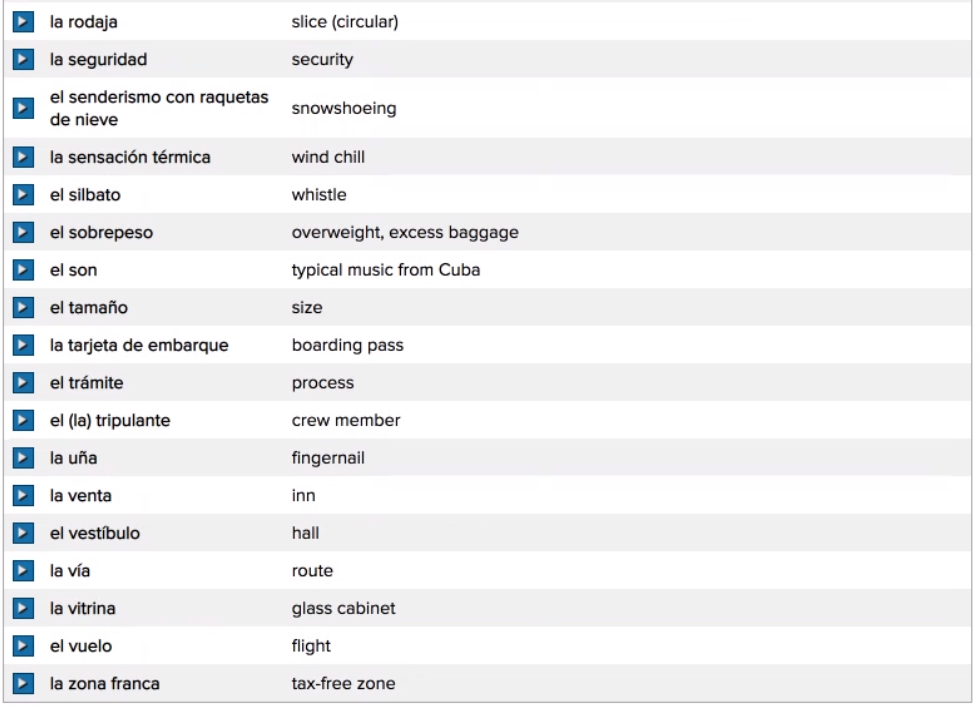 la rodaja slice (circular)
la seguridad security
el senderismo con raquetas
de nieve snowshoeing
la sensación térmica wind chill
el silbato whistle
el sobrepeso overweight, excess baggage
el son typical music from Cuba
el tamaño size
la tarjeta de embarque boarding pass
el trámite process
el (la) tripulante crew member
la uña fingernail
la venta inn
el vestíbulo hall
la vía route
la vitrina glass cabinet
el vuelo flight
la zona franca tax-free zone